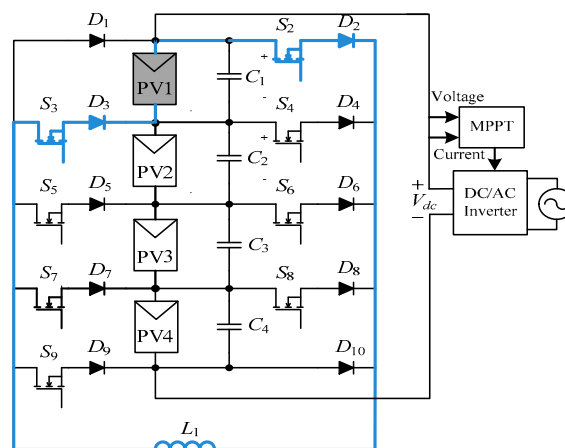 D1
S2
D2
+
PV1
C1
-
S3
D3
S4
D4
+
Voltage
MPPT
Current
PV2
C2
-
S5
D5
S6
D6
+
Vdc
−
DC/AC
Inverter
PV3
C3
S7
D7
S8
D8
PV4
C4
S9
D9
D10
L1